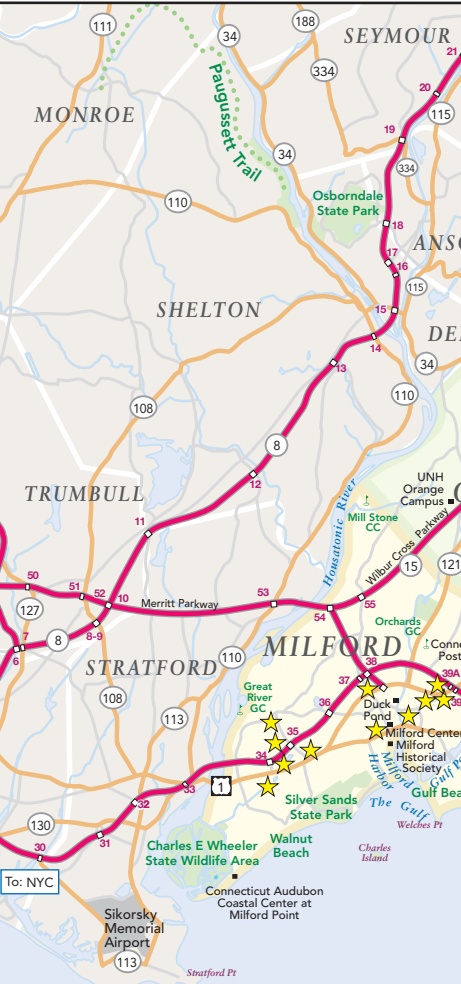 111
188
34
SEYMOUR
21
334
20
115
MONROE
Paugussett Trail
19
334
34
110
Osborndale
State Park
18
17
16
115
SHELTON
15
14
34
13
110
108
8
12
UNH
Orange
Campus
TRUMBULL
11
Mill Stone
CC
Housatonic River
Wilbur Cross Parkway
15
121
50
51
52
10
Merritt Parkway
53
54
55
127
8-9
7
8
6
Orchards
GC
MILFORD
110
STRATFORD
38
39A
37
39
Great
River
GC
108
36
Duck
Pond
113
35
Milford Center
Milford
Historical
Society
34
33
1
Milford
Harbor
The Gulf
Silver Sands
State Park
32
Welches Pt
130
31
30
Charles E Wheeler
State Wildlife Area
Walnut
Beach
Charles
Island
To: NYC
Connecticut Audubon
Coastal Center at
Milford Point
Sikorsky
Memorial
Airport
113
Stratford Pt